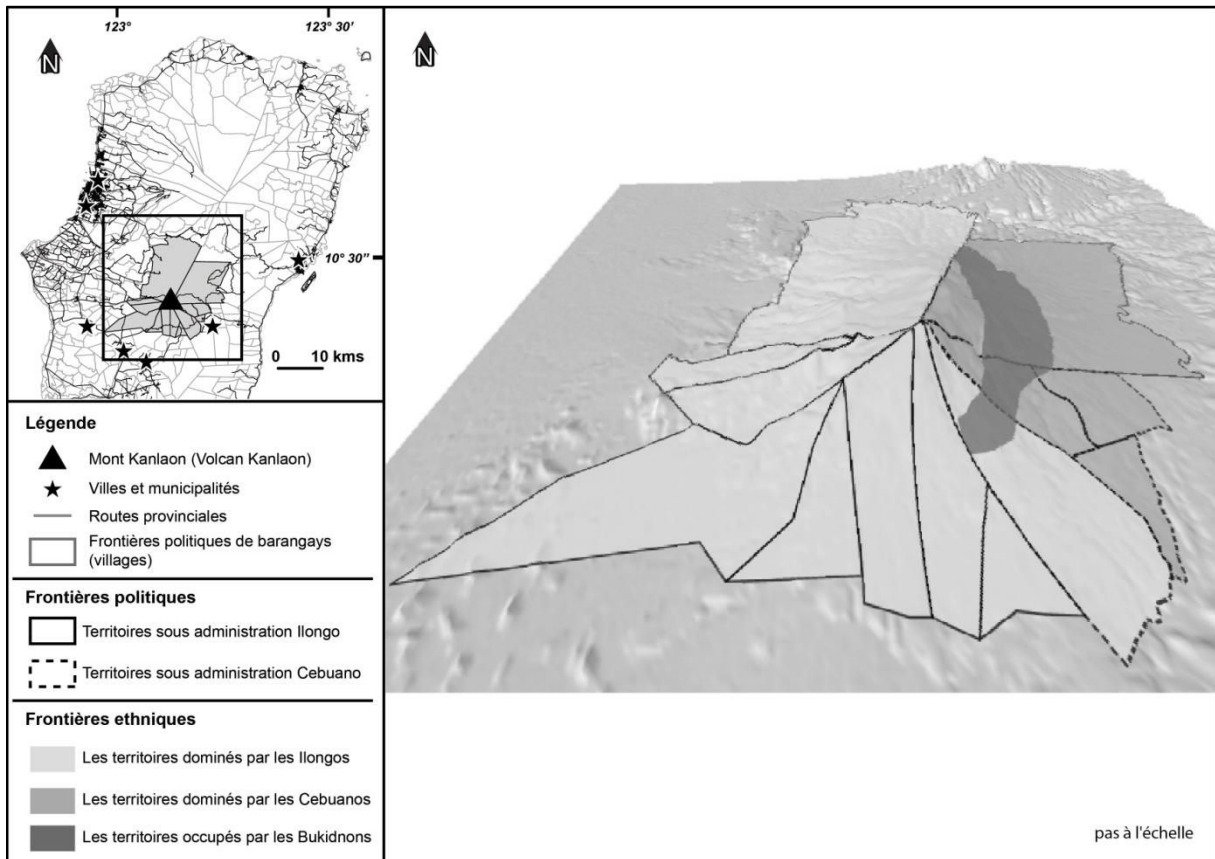 123°
123° 30’
N
10° 30”
0 10 kms
Légende
Mont Kanlaon (Volcan Kanlaon)
Villes et municipalités
Routes provinciales
Frontières politiques de barangays
(villages)
Frontières politiques
Territoires sous administration Ilongo
Territoires sous administration Cebuano
Frontières ethniques
Les territoires dominés par les Ilongos
Les territoires dominés par les Cebuanos
Les territoires occupés par les Bukidnons
N
pas à l'échelle